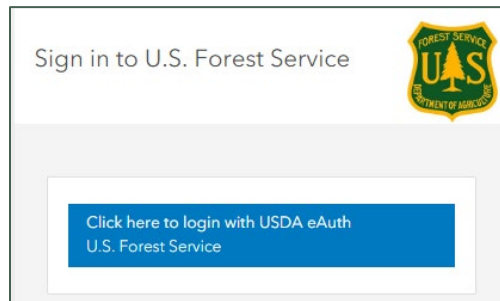 Sign in to U.S. Forest Service
FOREST SERVICE
U S
DEPARTMENT OF AGRICULTURE
Click here to login with USDA eAuth
U.S. Forest Service